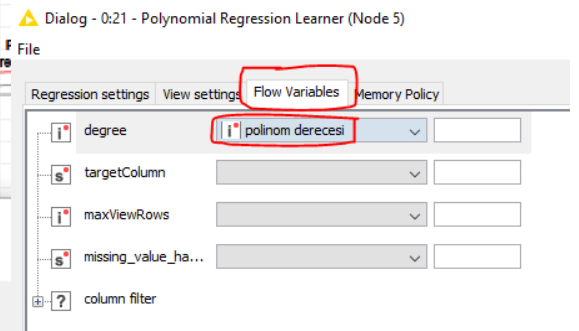 Dialog - 0:21 - Polynomial Regression Learner (Node 5)
File
Regression settings View settings Flow Variables Memory Policy
i degree i polinom derecesi
s targetColumn
i maxViewRows
s missing_value_ha...
? column filter